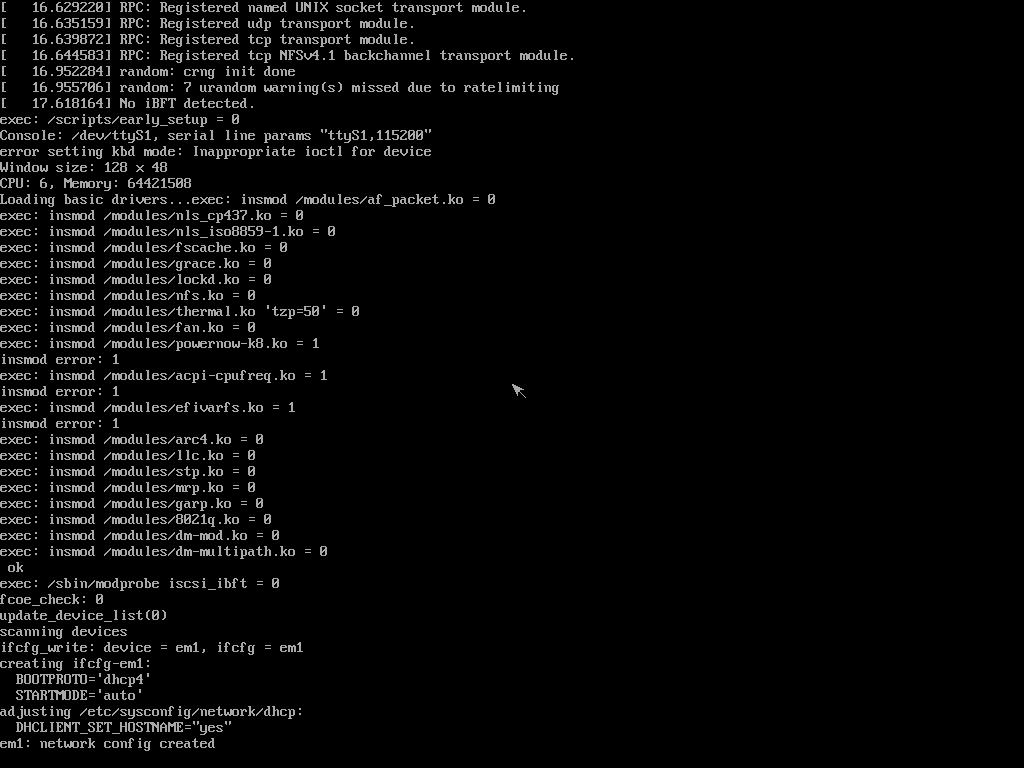 [   16.629220] RPC: Registered named UNIX socket transport module.
[   16.635159] RPC: Registered udp transport module.
[   16.639872] RPC: Registered tcp transport module.
[   16.644583] RPC: Registered tcp NFSv4.1 backchannel transport module.
[   16.952284] random: crng init done
[   16.955706] random: 7 urandom warning(s) missed due to ratelimiting
[   17.618164] No iBFT detected.
exec: /scripts/early_setup = 0
Console: /dev/ttyS1, serial line params "ttyS1,115200"
error setting kbd mode: Inappropriate ioctl for device
Window size: 128 x 48
CPU: 6, Memory: 64421508
Loading basic drivers...exec: insmod /modules/af_packet.ko = 0
exec: insmod /modules/nls_cp437.ko = 0
exec: insmod /modules/nls_iso8859-1.ko = 0
exec: insmod /modules/fscache.ko = 0
exec: insmod /modules/grace.ko = 0
exec: insmod /modules/lockd.ko = 0
exec: insmod /modules/nfs.ko = 0
exec: insmod /modules/thermal.ko 'tzp=50' = 0
exec: insmod /modules/fan.ko = 0
exec: insmod /modules/powernow-k8.ko = 1
insmod error: 1
exec: insmod /modules/acpi-cpufreq.ko = 1
insmod error: 1
exec: insmod /modules/efivarfs.ko = 1
insmod error: 1
exec: insmod /modules/arc4.ko = 0
exec: insmod /modules/llc.ko = 0
exec: insmod /modules/stp.ko = 0
exec: insmod /modules/mrp.ko = 0
exec: insmod /modules/garp.ko = 0
exec: insmod /modules/8021q.ko = 0
exec: insmod /modules/dm-mod.ko = 0
exec: insmod /modules/dm-multipath.ko = 0
 ok
exec: /sbin/modprobe iscsi_ibft = 0
fcoe_check: 0
update_device_list(0)
scanning devices
ifcfg_write: device = em1, ifcfg = em1
creating ifcfg-em1:
  BOOTPROTO='dhcp4'
  STARTMODE='auto'
adjusting /etc/sysconfig/network/dhcp:
  DHCLIENT_SET_HOSTNAME="yes"
em1: network config created